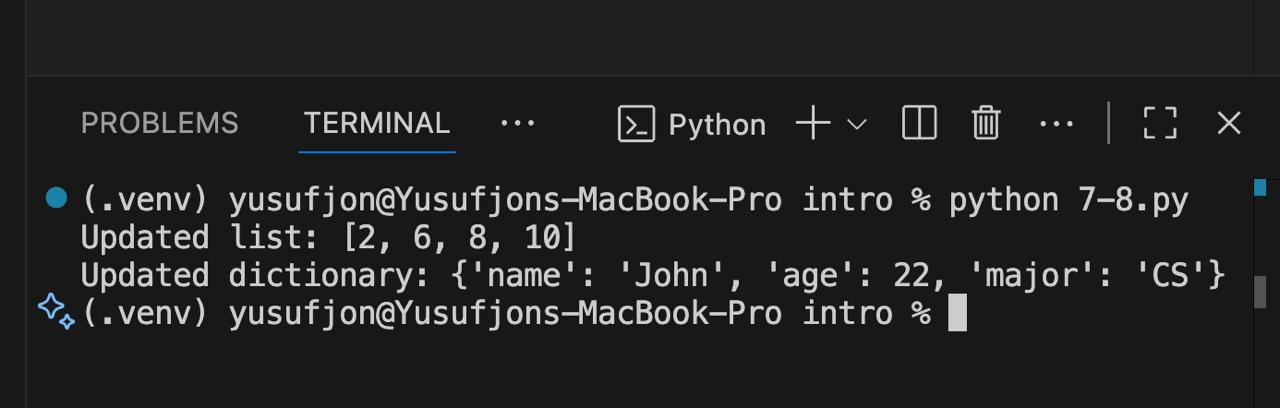 PROBLEMS TERMINAL ... Python
(.venv) yusufjon@Yusufjons-MacBook-Pro intro % python 7-8.py
Updated list: [2, 6, 8, 10]
Updated dictionary: {'name': 'John', 'age': 22, 'major': 'CS'}
(.venv) yusufjon@Yusufjons-MacBook-Pro intro %